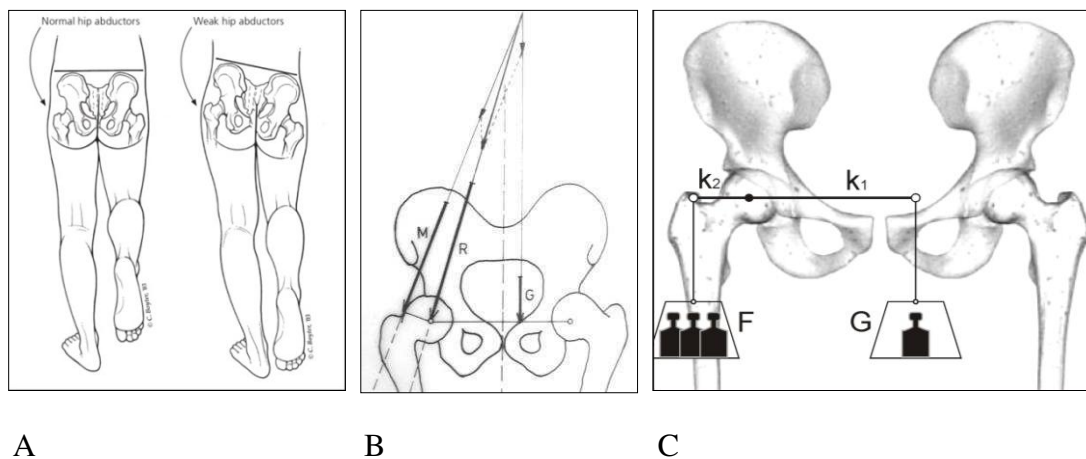 Normal hip abductors
Weak hip abductors
M
R
G
k₂
k₁
F
G
A
B
C